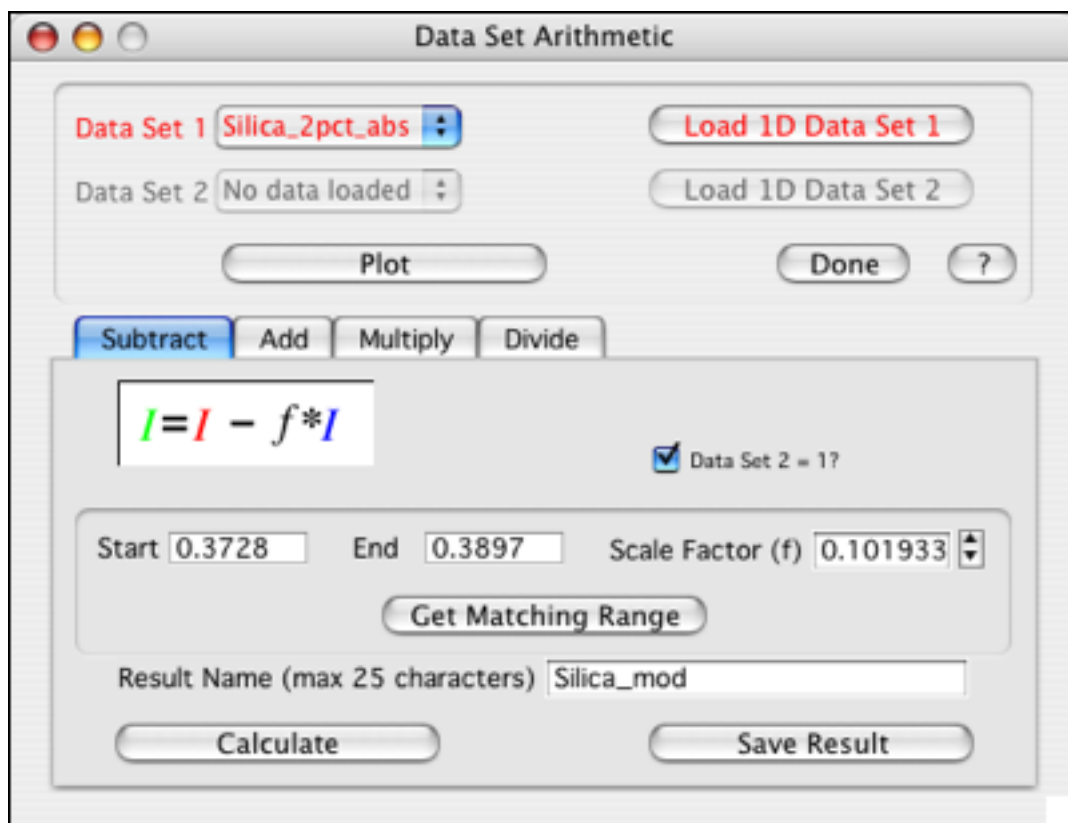 Data Set Arithmetic
Data Set 1 Silica_2pct_abs Load 1D Data Set 1
Data Set 2 No data loaded Load 1D Data Set 2
Plot Done ?
Subtract Add Multiply Divide
I=I - f*I
Data Set 2 = 1?
Start 0.3728 End 0.3897 Scale Factor (f) 0.101933
Get Matching Range
Result Name (max 25 characters) Silica_mod
Calculate Save Result